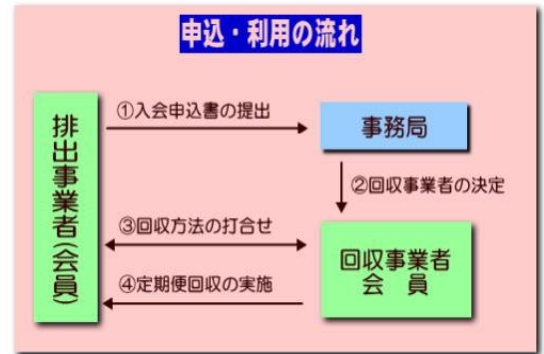 申込・利用の流れ
①入会申込書の提出
事務局
排出事業者(会員)
②回収事業者の決定
③回収方法の打合せ
回収事業者
会　員
④定期便回収の実施